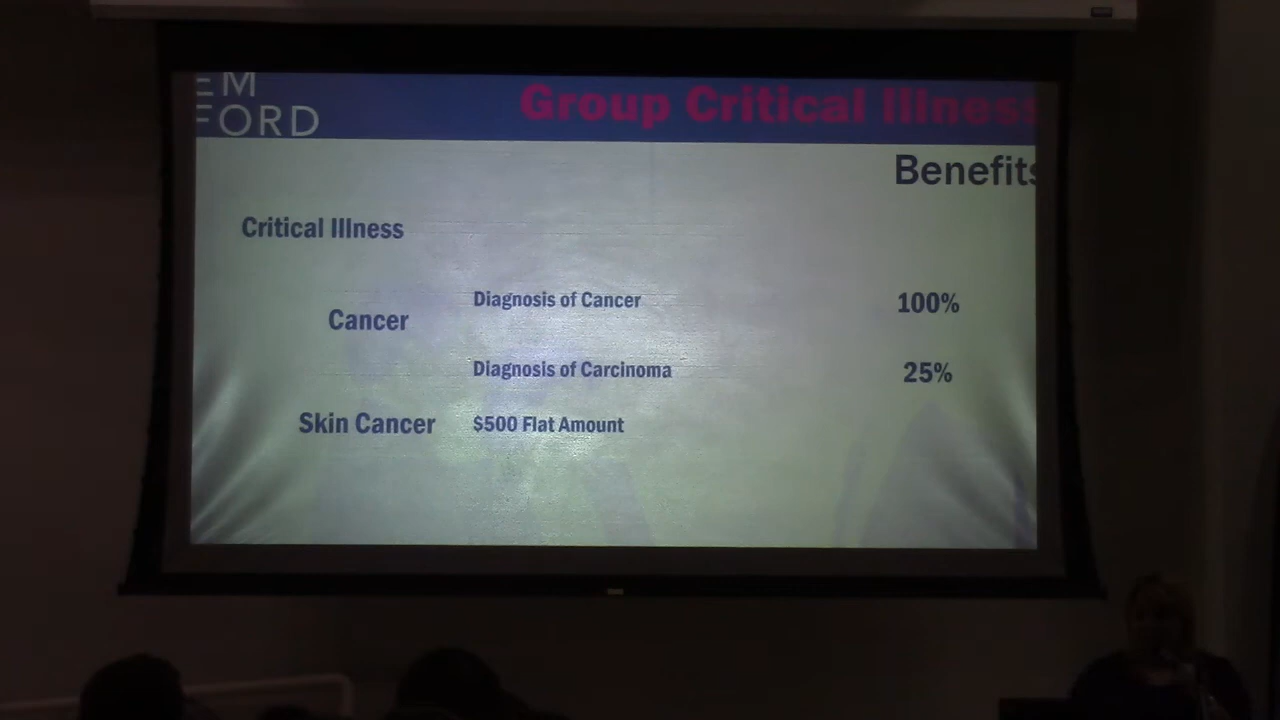 EM
FORD
Group Critical Illness
Benefits
Critical Illness
Cancer
Diagnosis of Cancer
100%
Diagnosis of Carcinoma
25%
Skin Cancer
$500 Flat Amount